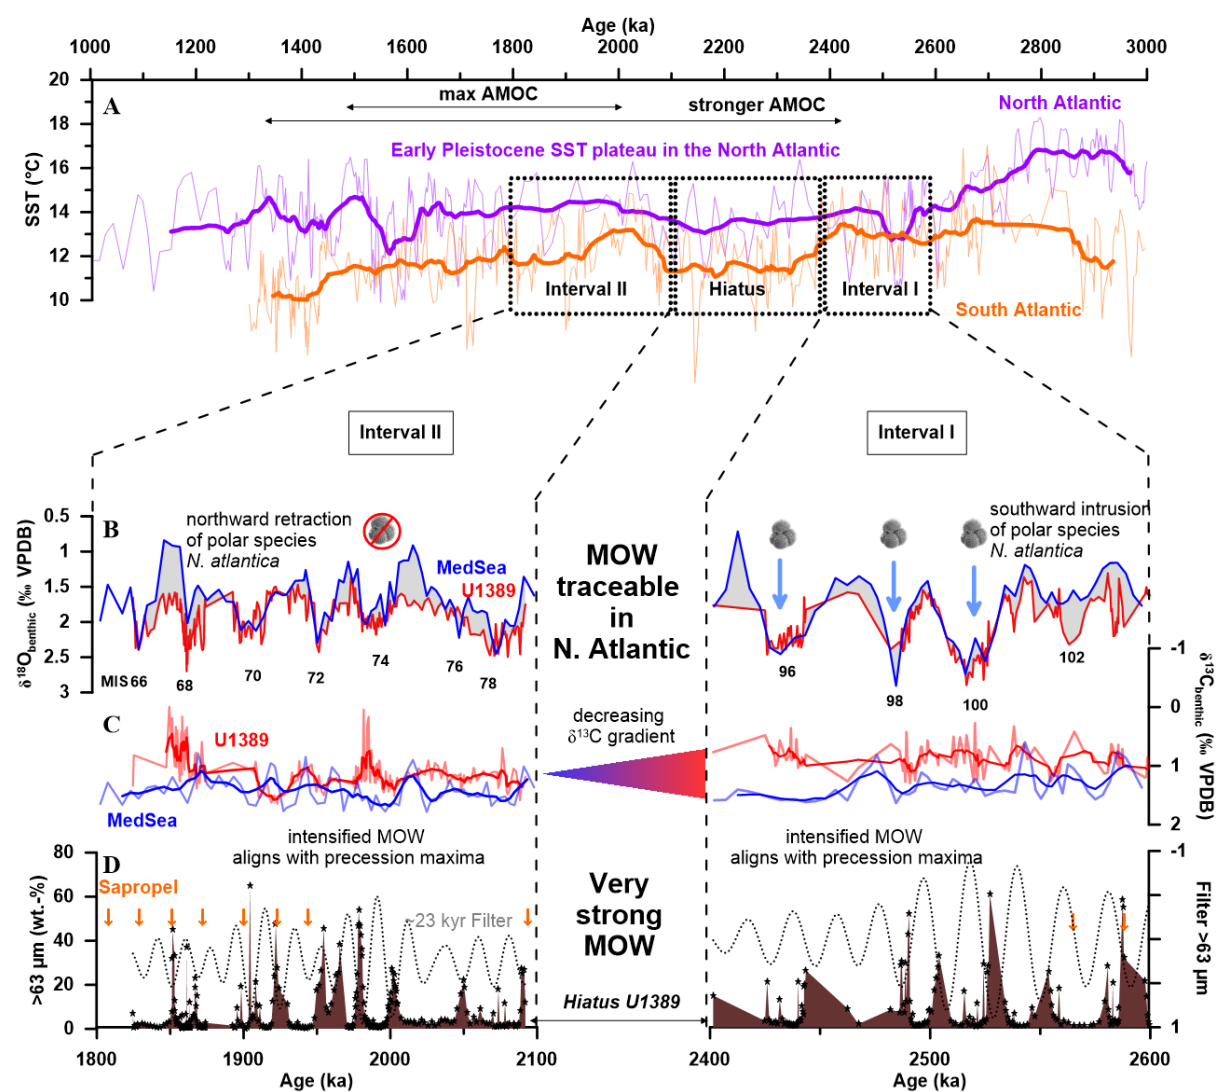 Age (ka)
1000 1200 1400 1600 1800 2000 2200 2400 2600 2800 3000
20
18
16
14
12
10
SST (°C)
A
max AMOC
stronger AMOC
North Atlantic
Early Pleistocene SST plateau in the North Atlantic
Interval II
Hiatus
Interval I
South Atlantic
Interval II
Interval I
0.5
1
1.5
2
2.5
3
δ¹⁸O benthic (‰ VPDB)
B
northward retraction
of polar species
N. atlantica
MedSea
U1389
MIS 66 68 70 72 74 76 78
MOW
traceable
in
N. Atlantic
southward intrusion
of polar species
N. atlantica
96 98 100 102
-1
0
1
2
δ¹³C benthic (‰ VPDB)
C
U1389
MedSea
decreasing
δ¹³C gradient
80
60
40
20
0
>63 µm (wt.-%)
D
intensified MOW
aligns with precession maxima
Sapropel
~23 kyr Filter
Very
strong
MOW
Hiatus U1389
intensified MOW
aligns with precession maxima
-1
1
Filter >63 µm
1800 1900 2000 2100
Age (ka)
2400 2500 2600
Age (ka)